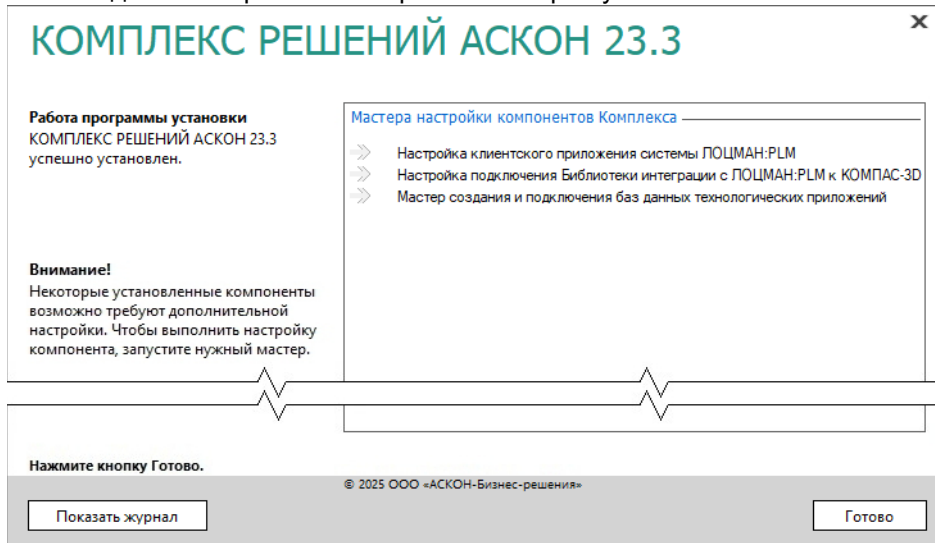 КОМПЛЕКС РЕШЕНИЙ АСКОН 23.3
Работа программы установки
КОМПЛЕКС РЕШЕНИЙ АСКОН 23.3
успешно установлен.
Внимание!
Некоторые установленные компоненты
возможно требуют дополнительной
настройки. Чтобы выполнить настройку
компонента, запустите нужный мастер.
Мастера настройки компонентов Комплекса
Настройка клиентского приложения системы ЛОЦМАН:PLM
Настройка подключения Библиотеки интеграции с ЛОЦМАН:PLM к КОМПАС-3D
Мастер создания и подключения баз данных технологических приложений
Нажмите кнопку Готово.
© 2025 ООО «АСКОН-Бизнес-решения»
Показать журнал
Готово